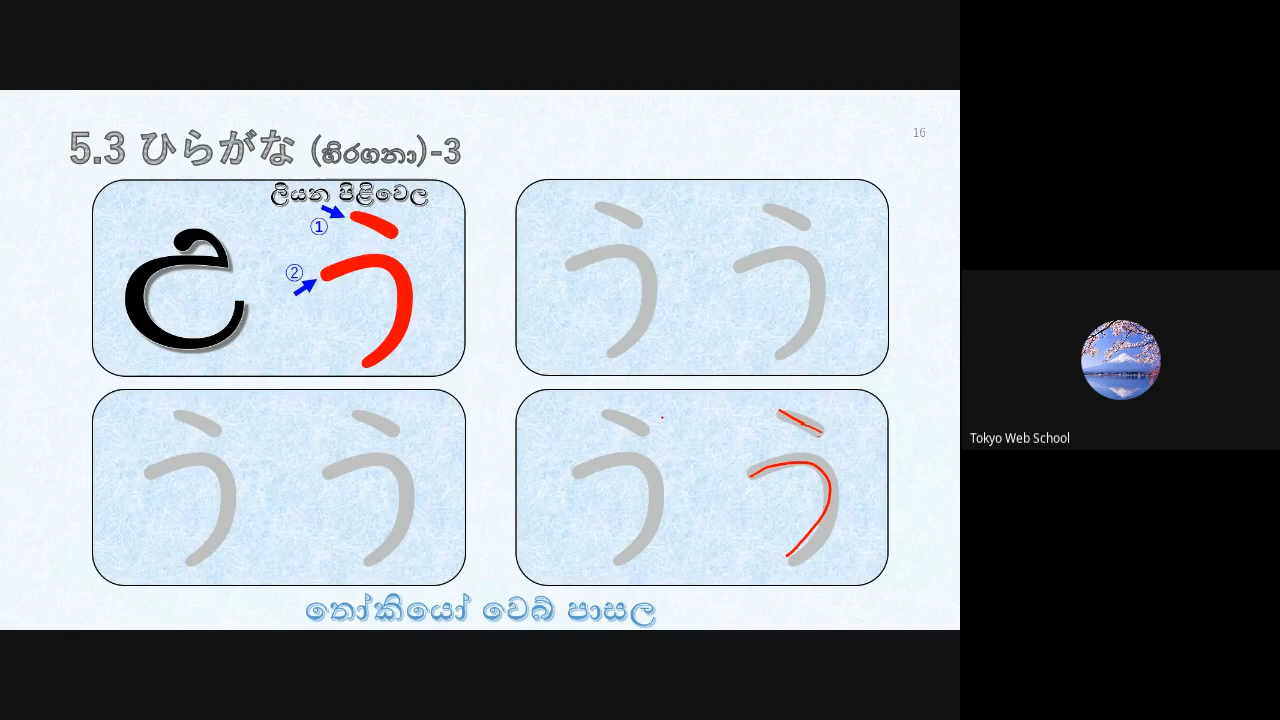 16
5.3 ひらがな (හිරගනා)-3
ලියන පිළිවෙල
①
②
උ う
う う
う う
う う
තෝකියෝ වෙබ් පාසල
Tokyo Web School